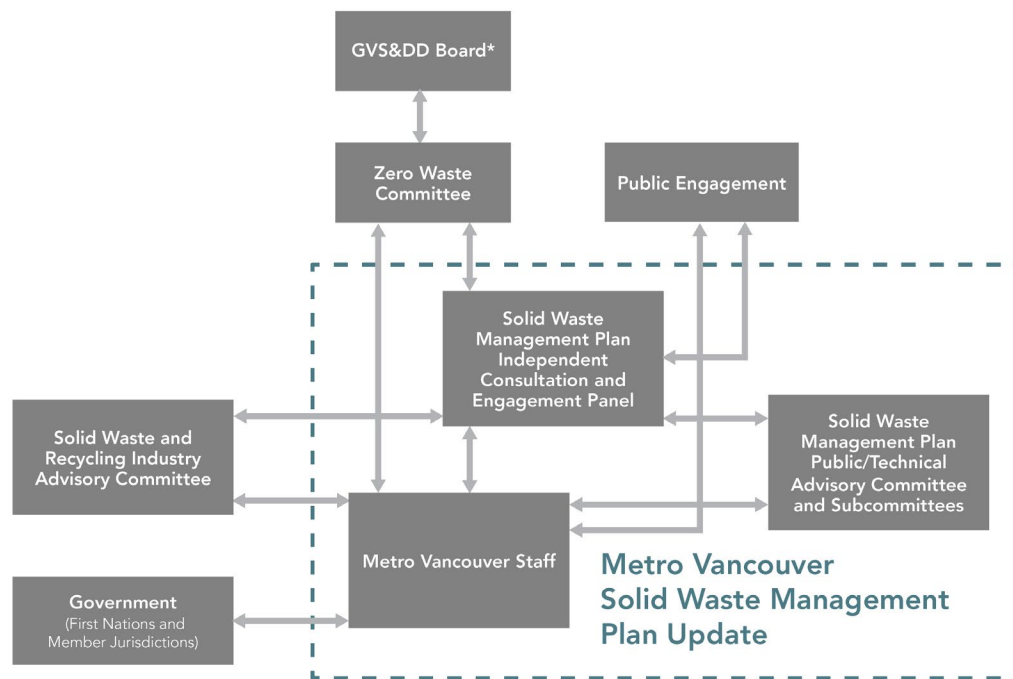 GVS&DD Board*
Zero Waste
Committee
Public Engagement
Solid Waste
Management Plan
Independent
Consultation and
Engagement Panel
Solid Waste and
Recycling Industry
Advisory Committee
Solid Waste
Management Plan
Public/Technical
Advisory Committee
and Subcommittees
Metro Vancouver Staff
Government
(First Nations and
Member Jurisdictions)
Metro Vancouver
Solid Waste Management
Plan Update